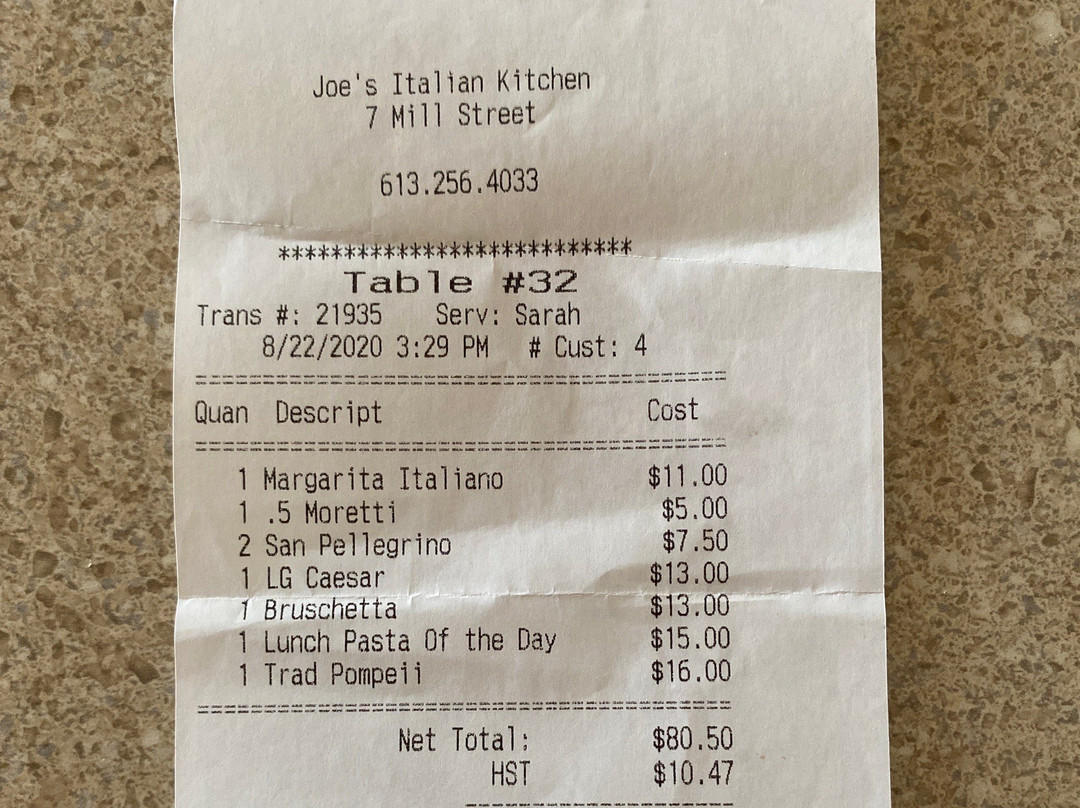 Joe's Italian Kitchen
7 Mill Street
613.256.4033
***************************
Table #32
Trans #: 21935 Serv: Sarah
8/22/2020 3:29 PM # Cust: 4
Quan Descript Cost
1 Margarita Italiano $11.00
1 .5 Moretti $5.00
2 San Pellegrino $7.50
1 LG Caesar $13.00
1 Bruschetta $13.00
1 Lunch Pasta Of the Day $15.00
1 Trad Pompeii $16.00
Net Total: $80.50
HST $10.47